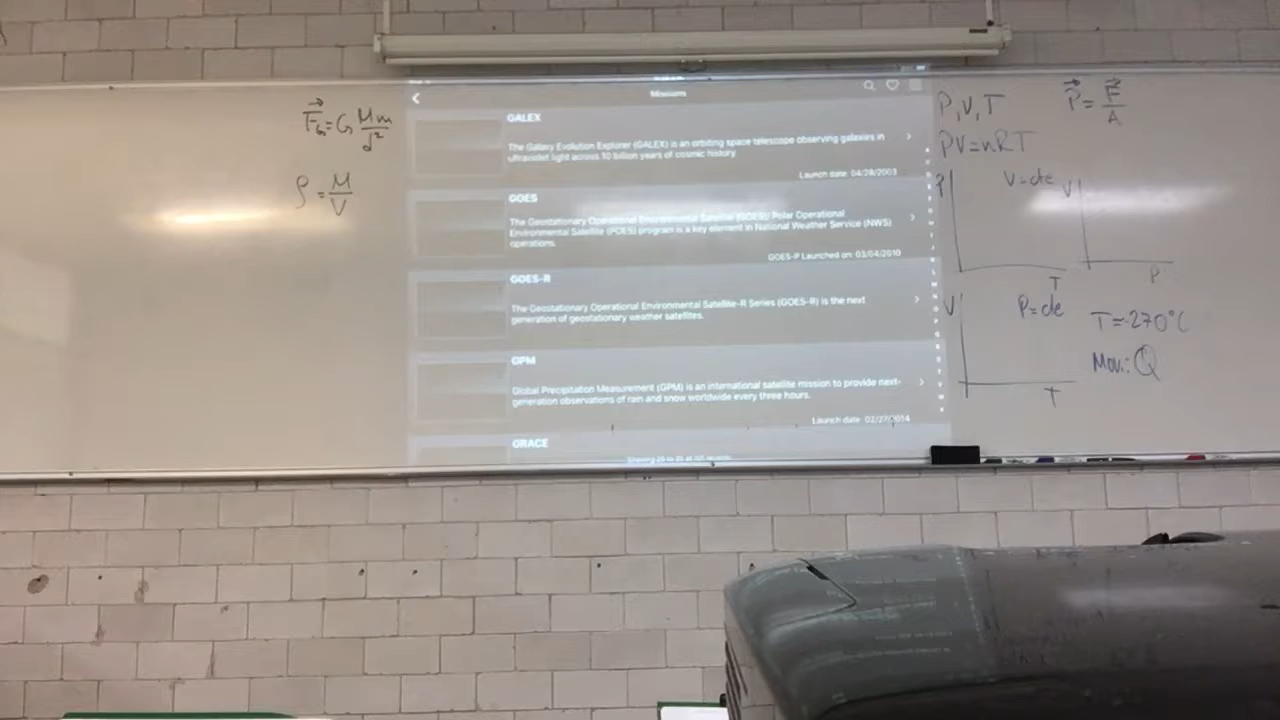 F⃗G = G Mm/d²
ρ = M/V
Missions
GALEX
The Galaxy Evolution Explorer (GALEX) is an orbiting space telescope observing galaxies in
ultraviolet light across 10 billion years of cosmic history.
Launch date: 04/28/2003
GOES
The Geostationary Operational Environmental Satellite (GOES)/ Polar Operational
Environmental Satellite (POES) program is a key element in National Weather Service (NWS)
operations.
GOES-P Launched on: 03/04/2010
GOES-R
The Geostationary Operational Environmental Satellite-R Series (GOES-R) is the next
generation of geostationary weather satellites.
GPM
Global Precipitation Measurement (GPM) is an international satellite mission to provide next-
generation observations of rain and snow worldwide every three hours.
Launch date: 02/27/2014
GRACE
P, V, T
P⃗ = F⃗/A
PV=nRT
P
V=cte
T
V
P
V
P=cte
T
T=-270°C
Mov.: Q